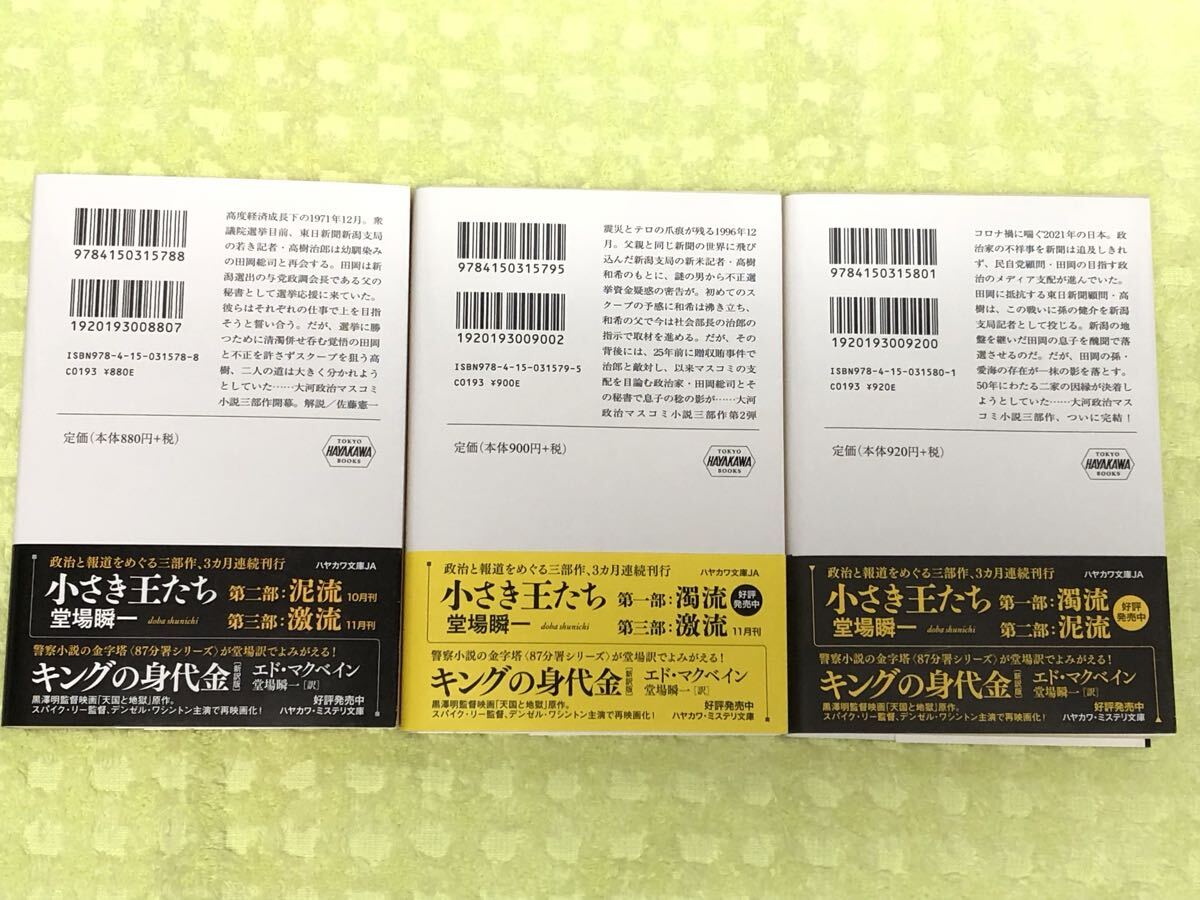 9784150315788
1920193008807
ISBN978-4-15-031578-8
C0193 ¥880E
高度経済成長下の1971年12月。衆
議院選挙目前、東日新聞新潟支局
の若き記者・高樹治郎は幼馴染み
の田岡総司と再会する。田岡は新
潟選出の与党政調会長である父の
秘書として選挙応援に来ていた。
彼らはそれぞれの仕事で上を目指
そうと誓い合う。だが、選挙に勝
つために清濁併せ呑む覚悟の田岡
と不正を許さずスクープを狙う高
樹、二人の道は大きく分かれよう
としていた……大河政治マスコミ
小説三部作開幕。解説/佐藤憲一
定価(本体880円+税)
TOKYO
HAYAKAWA
BOOKS
政治と報道をめぐる三部作、3カ月連続刊行
ハヤカワ文庫JA
小さき王たち
堂場瞬一
doba shunichi
第二部:泥流 10月刊
第三部:激流 11月刊
警察小説の金字塔〈87分署シリーズ〉が堂場訳でよみがえる!
キングの身代金[新訳版]
エド・マクベイン
堂場瞬一[訳]
黒澤明監督映画「天国と地獄」原作。
スパイク・リー監督、デンゼル・ワシントン主演で再映画化!
好評発売中
ハヤカワ・ミステリ文庫
9784150315795
1920193009002
ISBN978-4-15-031579-5
C0193 ¥900E
震災とテロの爪痕が残る1996年12
月。父親と同じ新聞の世界に飛び
込んだ新潟支局の新米記者・高樹
和希のもとに、謎の男から不正選
挙資金疑惑の密告が。初めてのス
クープの予感に和希は沸き立ち、
和希の父で今は社会部長の治郎の
指示で取材を進める。だが、その
背後には、25年前に贈収賄事件で
治郎と敵対し、以来マスコミの支
配を目論む政治家・田岡総司とそ
の秘書で息子の稔の影が……大河
政治マスコミ小説三部作第2弾
定価(本体900円+税)
TOKYO
HAYAKAWA
BOOKS
政治と報道をめぐる三部作、3カ月連続刊行
ハヤカワ文庫JA
小さき王たち
堂場瞬一
doba shunichi
第一部:濁流 好評発売中
第三部:激流 11月刊
警察小説の金字塔〈87分署シリーズ〉が堂場訳でよみがえる!
キングの身代金[新訳版]
エド・マクベイン
堂場瞬一[訳]
黒澤明監督映画「天国と地獄」原作。
スパイク・リー監督、デンゼル・ワシントン主演で再映画化!
好評発売中
ハヤカワ・ミステリ文庫
9784150315801
1920193009200
ISBN978-4-15-031580-1
C0193 ¥920E
コロナ禍に喘ぐ2021年の日本。政
治家の不祥事を新聞は追及しきれ
ず、民自党顧問・田岡の目指す政
治のメディア支配が進んでいた。
田岡に抵抗する東日新聞顧問・高
樹は、この戦いに孫の健介を新潟
支局記者として投じる。新潟の地
盤を継いだ田岡の息子を醜聞で落
選させるのだ。だが、田岡の孫・
愛海の存在が一抹の影を落とす。
50年にわたる二家の因縁が決着し
ようとしていた……大河政治マス
コミ小説三部作、ついに完結!
定価(本体920円+税)
TOKYO
HAYAKAWA
BOOKS
政治と報道をめぐる三部作、3カ月連続刊行
ハヤカワ文庫JA
小さき王たち
堂場瞬一
doba shunichi
第一部:濁流
第二部:泥流
好評発売中
警察小説の金字塔〈87分署シリーズ〉が堂場訳でよみがえる!
キングの身代金[新訳版]
エド・マクベイン
堂場瞬一[訳]
黒澤明監督映画「天国と地獄」原作。
スパイク・リー監督、デンゼル・ワシントン主演で再映画化!
好評発売中
ハヤカワ・ミステリ文庫